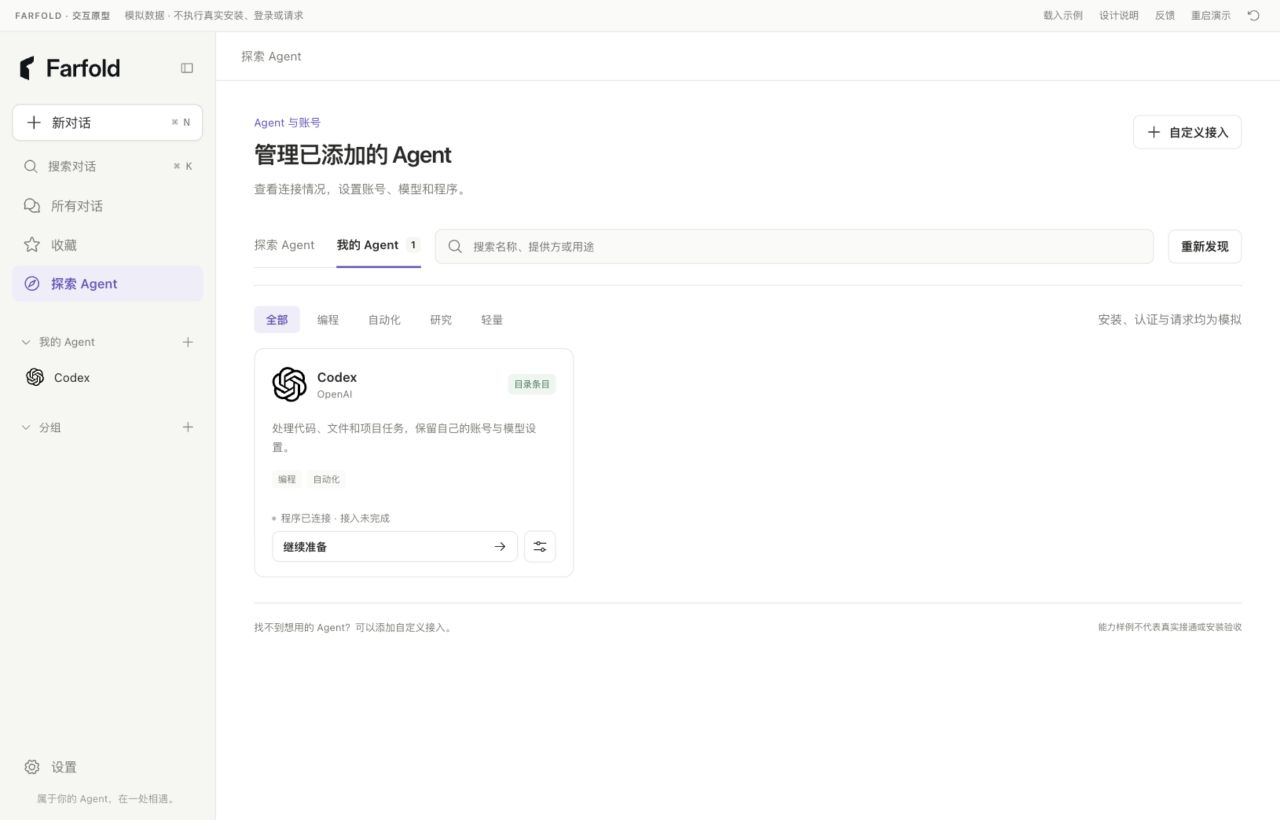 FARFOLD · 交互原型 模拟数据 · 不执行真实安装、登录或请求
载入示例 设计说明 反馈 重启演示
Farfold
新对话 ⌘ N
搜索对话 ⌘ K
所有对话
收藏
探索 Agent
我的 Agent
Codex
分组
设置
属于你的 Agent，在一处相遇。
探索 Agent
Agent 与账号
管理已添加的 Agent
查看连接情况，设置账号、模型和程序。
自定义接入
探索 Agent 我的 Agent 1 搜索名称、提供方或用途 重新发现
全部 编程 自动化 研究 轻量 安装、认证与请求均为模拟
Codex
OpenAI
目录条目
处理代码、文件和项目任务，保留自己的账号与模型设
置。
编程 自动化
程序已连接 · 接入未完成
继续准备
找不到想用的 Agent？可以添加自定义接入。
能力样例不代表真实接通或安装验收